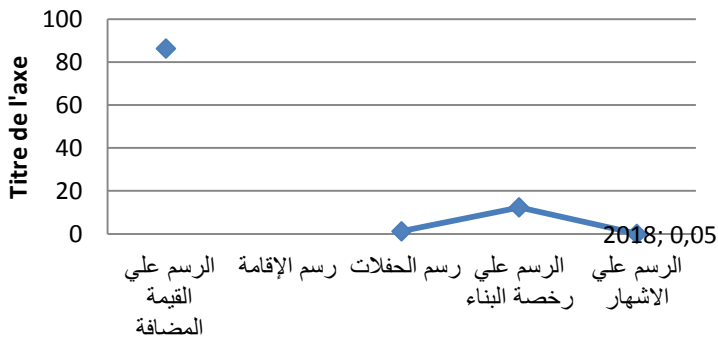 100
80
60
40
20
0
Titre de l'axe
2018; 0,05
الرسم علي
القيمة
المضافة
رسم الإقامة
رسم الحفلات
الرسم علي
رخصة البناء
الرسم علي
الاشهار